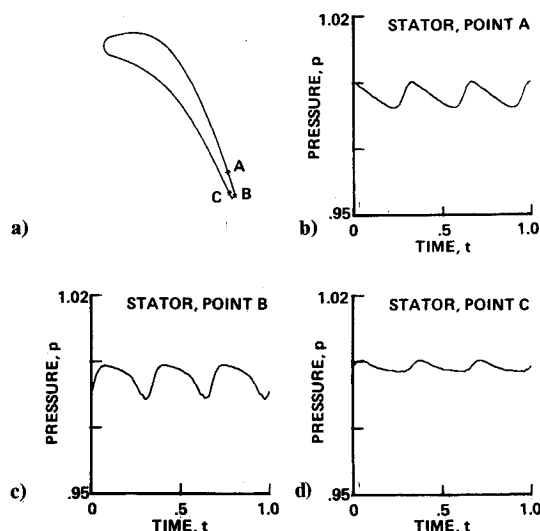 a)
A
C
B
b)
STATOR, POINT A
1.02
PRESSURE, p
.95
0
.5
1.0
TIME, t
c)
STATOR, POINT B
1.02
PRESSURE, p
.95
0
.5
1.0
TIME, t
d)
STATOR, POINT C
1.02
PRESSURE, p
.95
0
.5
1.0
TIME, t